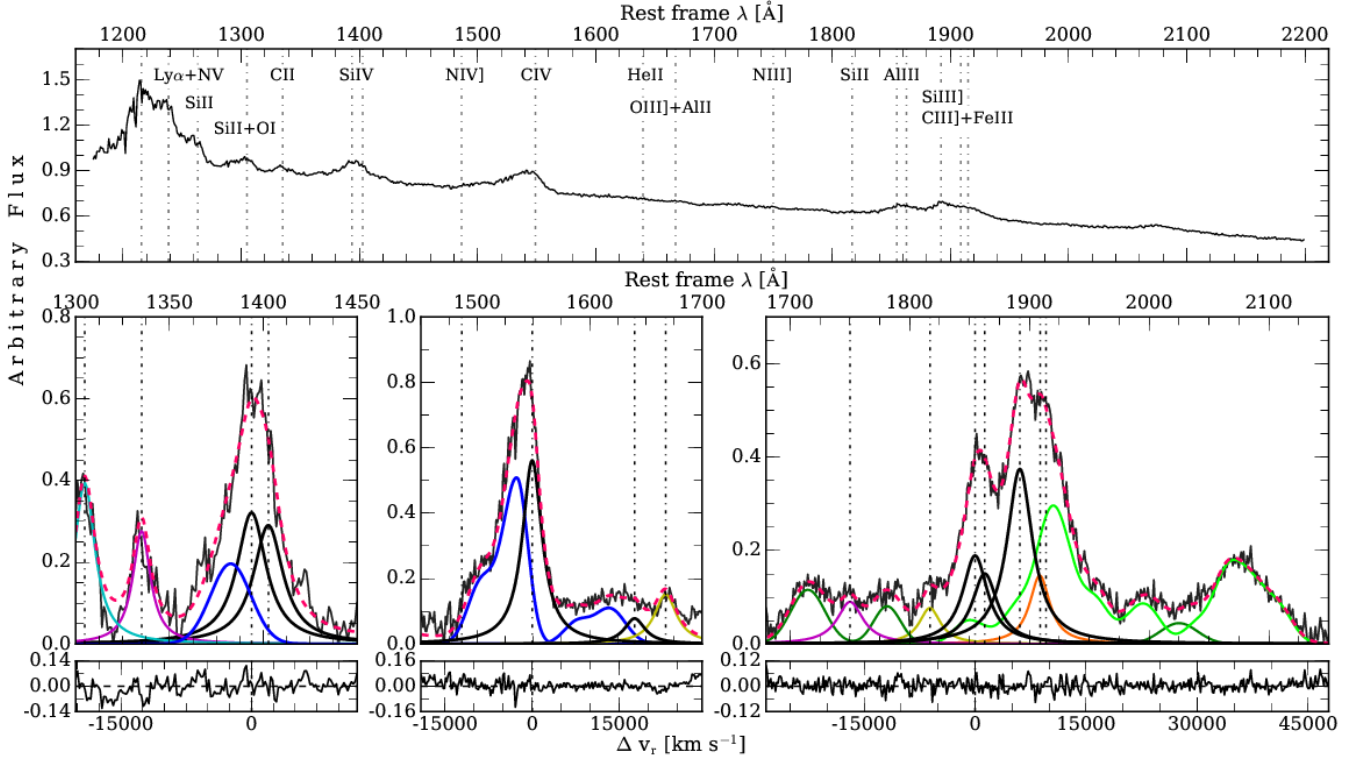 Rest frame λ [Å]
1200 1300 1400 1500 1600 1700 1800 1900 2000 2100 2200
1.5
1.2
0.9
0.6
0.3
Lyα+NV
SiII
SiII+OI
CII
SiIV
NIV]
CIV
HeII
OIII]+AlII
NIII]
SiII
AlIII
SiIII]
CIII]+FeIII
Arbitrary Flux
Rest frame λ [Å]
1300 1350 1400 1450
1500 1600 1700
1700 1800 1900 2000 2100
0.8
0.6
0.4
0.2
0.0
1.0
0.8
0.6
0.4
0.2
0.0
0.6
0.4
0.2
0.0
0.14
0.00
-0.14
0.16
0.00
-0.16
0.12
0.00
-0.12
-15000 0
-15000 0 15000
-15000 0 15000 30000 45000
Δ vᵣ [km s⁻¹]